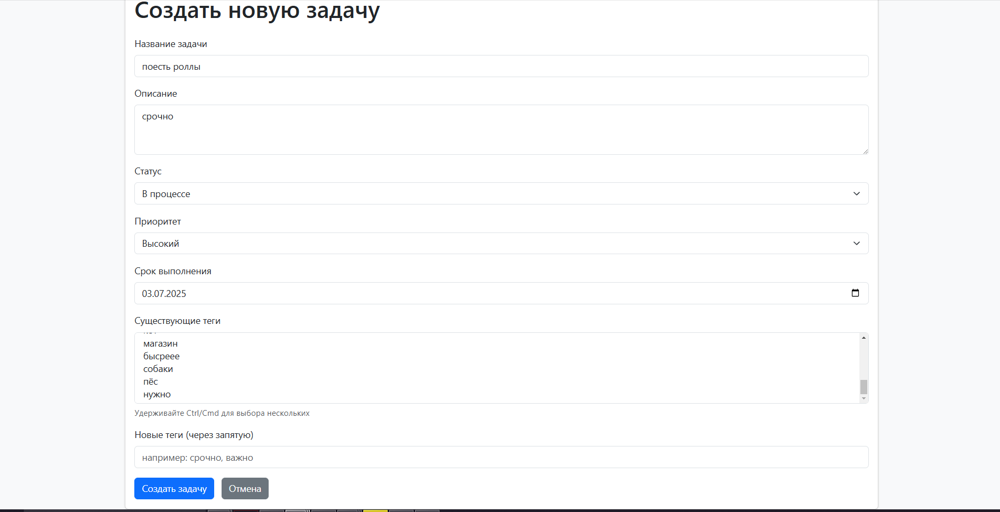 Создать новую задачу
Название задачи
поесть роллы
Описание
срочно
Статус
В процессе
Приоритет
Высокий
Срок выполнения
03.07.2025
Существующие теги
магазин
бысреее
собаки
пёс
нужно
Удерживайте Ctrl/Cmd для выбора нескольких
Новые теги (через запятую)
например: срочно, важно
Создать задачу Отмена